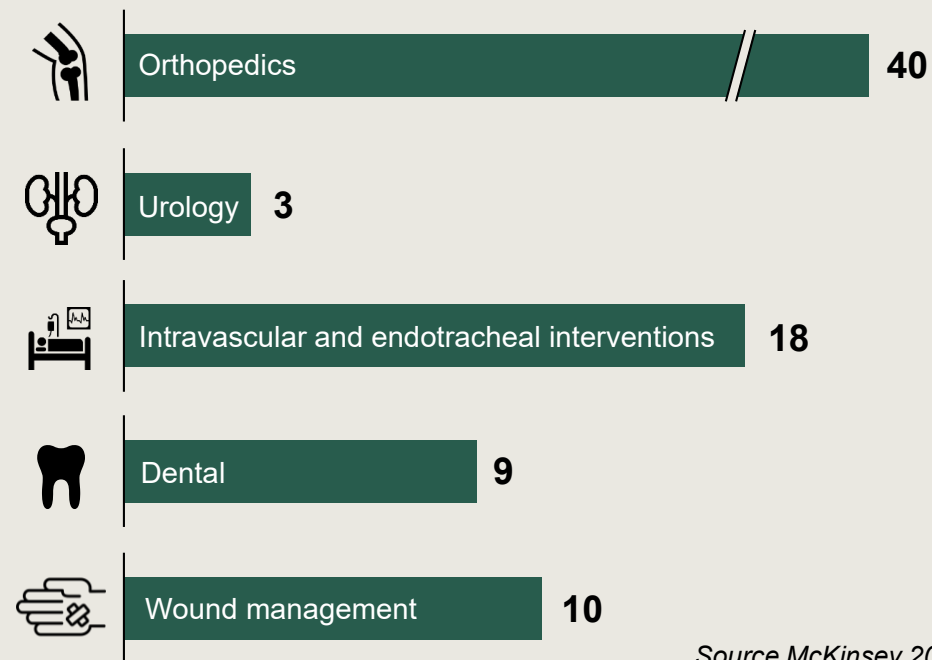 Orthopedics 40
Urology 3
Intravascular and endotracheal interventions 18
Dental 9
Wound management 10
Source McKinsey